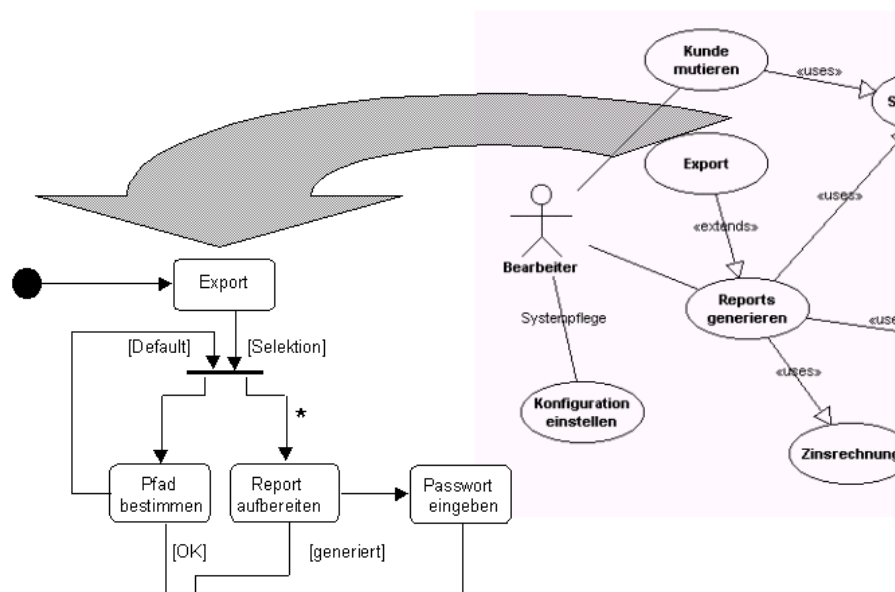 Kunde
mutieren
«uses»
S
Export
«uses»
«extends»
Bearbeiter
Reports
generieren
Systempflege
«use
«uses»
Konfiguration
einstellen
Zinsrechnung
Export
[Default]
[Selektion]
*
Pfad
bestimmen
Report
aufbereiten
Passwort
eingeben
[OK]
[generiert]